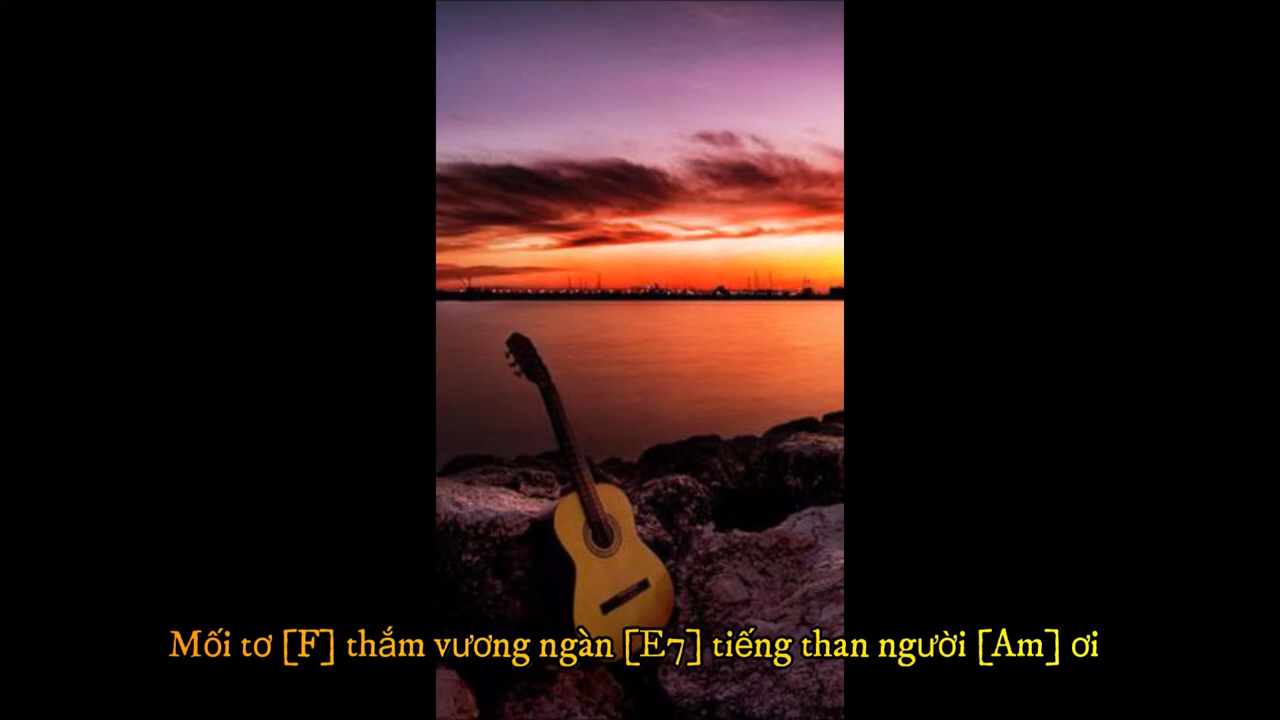 Mối tơ [F] thắm vương ngàn [E7] tiếng than người [Am] ơi